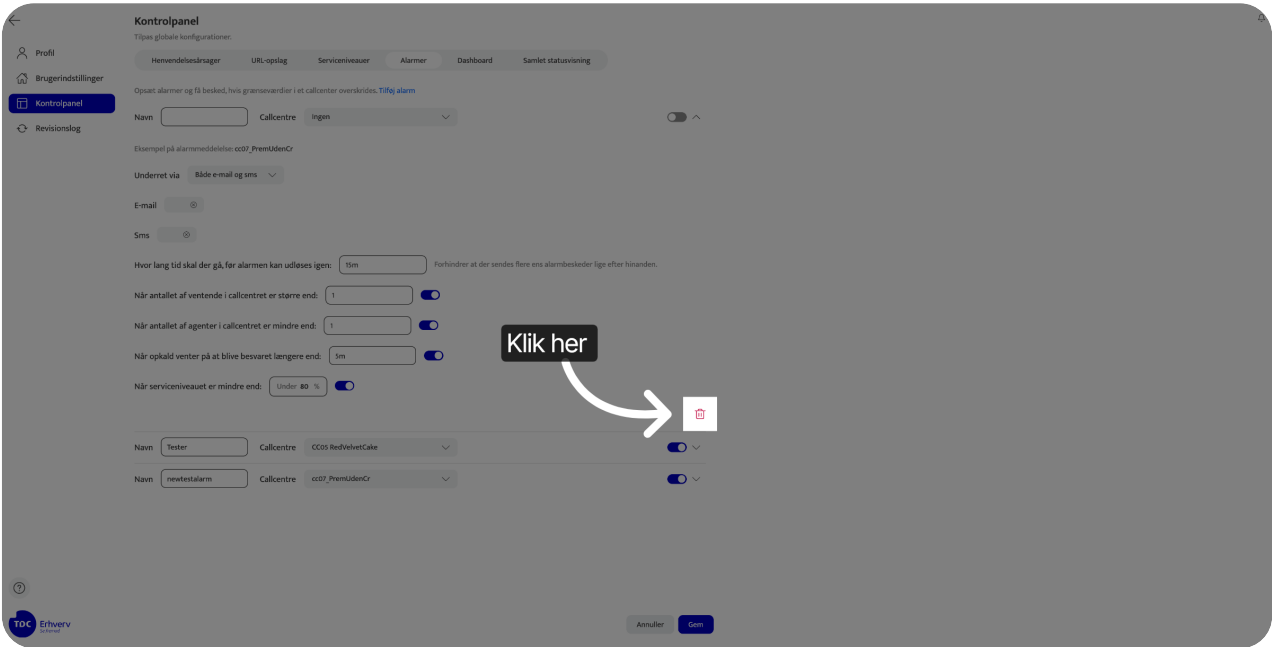 Kontrolpanel
Tilpas globale konfigurationer.
Profil
Brugerindstillinger
Kontrolpanel
Revisionslog
Henvendelsesårsager URL-opslag Serviceniveauer Alarmer Dashboard Samlet statusvisning
Opsæt alarmer og få besked, hvis grænseværdier i et callcenter overskrides. Tilføj alarm
Navn Callcentre Ingen
Eksempel på alarmmeddelelse: cc07_PremUdenCr
Underret via Både e-mail og sms
E-mail
Sms
Hvor lang tid skal der gå, før alarmen kan udløses igen: 15m Forhindrer at der sendes flere ens alarmbeskeder lige efter hinanden.
Når antallet af ventende i callcentret er større end: 1
Når antallet af agenter i callcentret er mindre end: 1
Klik her
Når opkald venter på at blive besvaret længere end: 5m
Når serviceniveauet er mindre end: Under 80 %
Navn Tester Callcentre CC05 RedVelvetCake
Navn newtestalarm Callcentre cc07_PremUdenCr
TDC Erhverv
Annuller Gem